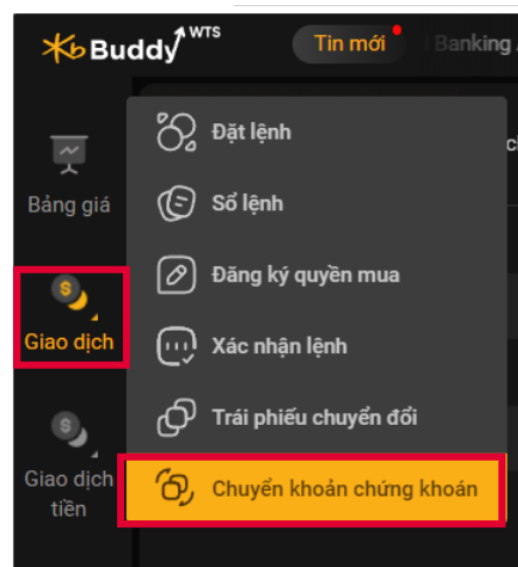 Kb Buddy WTS
Tin mới
Banking
Đặt lệnh
Bảng giá
Sổ lệnh
Đăng ký quyền mua
Giao dịch
Xác nhận lệnh
Trái phiếu chuyển đổi
Giao dịch
tiền
Chuyển khoản chứng khoán